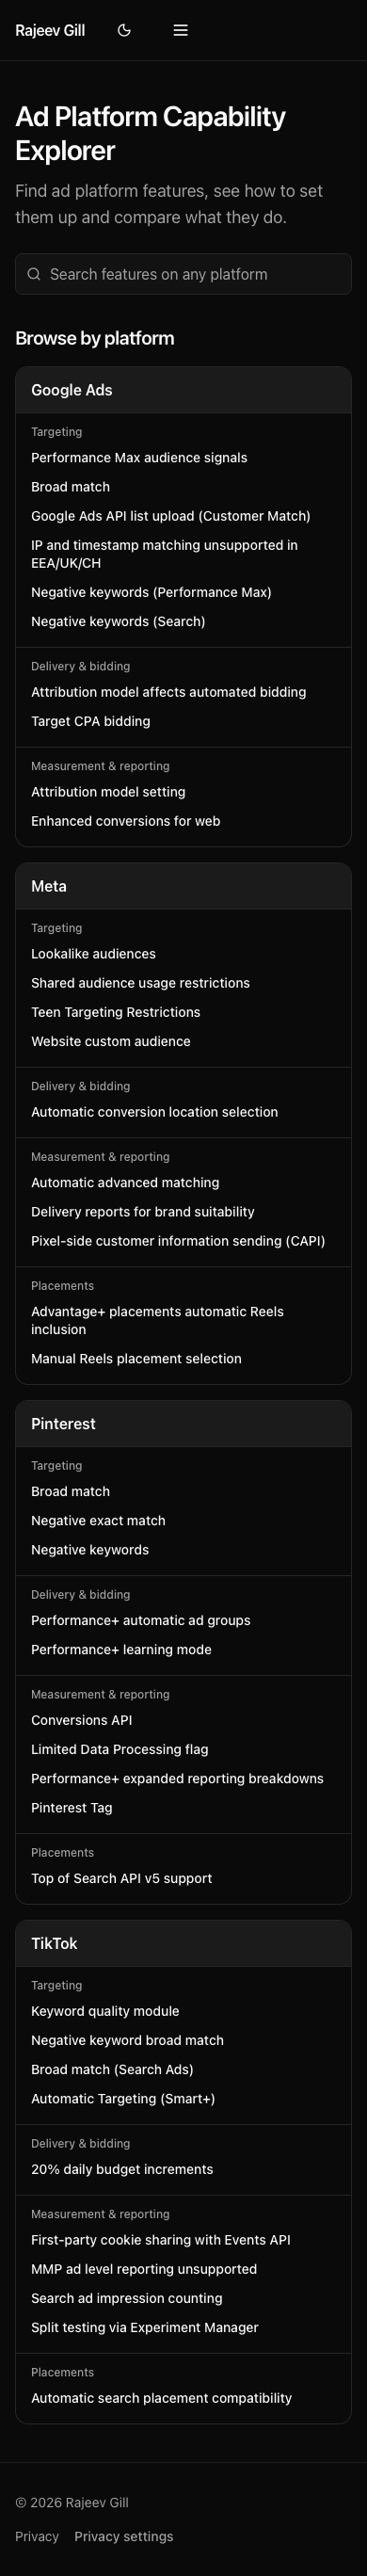 Rajeev Gill
Ad Platform Capability
Explorer
Find ad platform features, see how to set
them up and compare what they do.
Search features on any platform
Browse by platform
Google Ads
Targeting
Performance Max audience signals
Broad match
Google Ads API list upload (Customer Match)
IP and timestamp matching unsupported in
EEA/UK/CH
Negative keywords (Performance Max)
Negative keywords (Search)
Delivery & bidding
Attribution model affects automated bidding
Target CPA bidding
Measurement & reporting
Attribution model setting
Enhanced conversions for web
Meta
Targeting
Lookalike audiences
Shared audience usage restrictions
Teen Targeting Restrictions
Website custom audience
Delivery & bidding
Automatic conversion location selection
Measurement & reporting
Automatic advanced matching
Delivery reports for brand suitability
Pixel-side customer information sending (CAPI)
Placements
Advantage+ placements automatic Reels
inclusion
Manual Reels placement selection
Pinterest
Targeting
Broad match
Negative exact match
Negative keywords
Delivery & bidding
Performance+ automatic ad groups
Performance+ learning mode
Measurement & reporting
Conversions API
Limited Data Processing flag
Performance+ expanded reporting breakdowns
Pinterest Tag
Placements
Top of Search API v5 support
TikTok
Targeting
Keyword quality module
Negative keyword broad match
Broad match (Search Ads)
Automatic Targeting (Smart+)
Delivery & bidding
20% daily budget increments
Measurement & reporting
First-party cookie sharing with Events API
MMP ad level reporting unsupported
Search ad impression counting
Split testing via Experiment Manager
Placements
Automatic search placement compatibility
© 2026 Rajeev Gill
Privacy Privacy settings